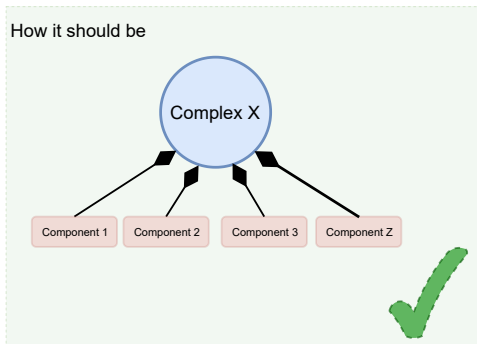 How it should be
Complex X
Component 1
Component 2
Component 3
Component Z